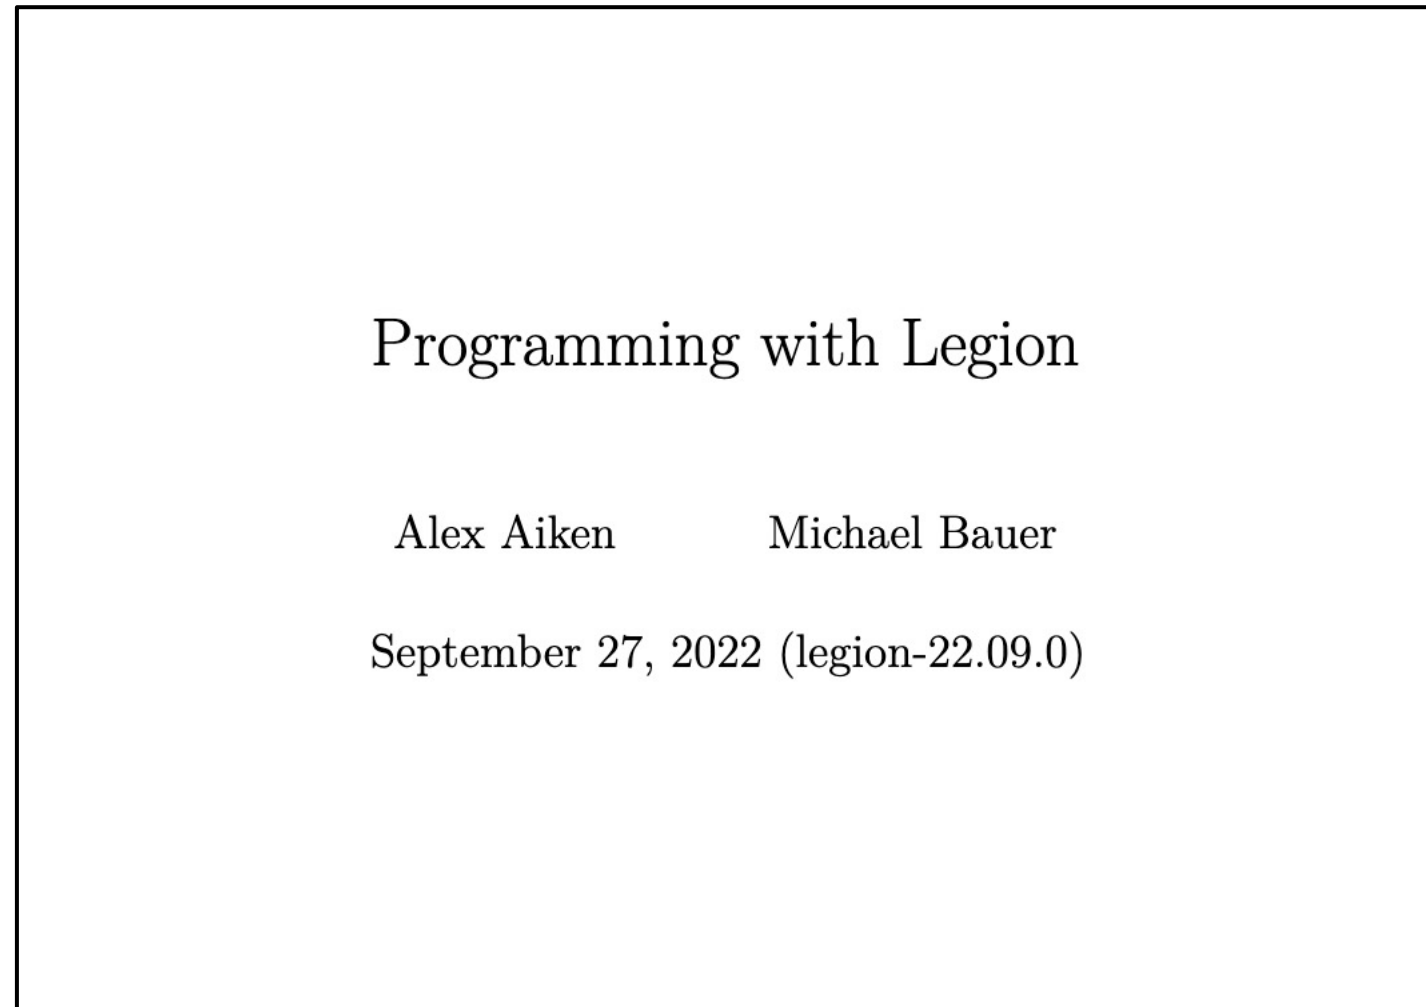 Programming with Legion
Alex Aiken Michael Bauer
September 27, 2022 (legion-22.09.0)